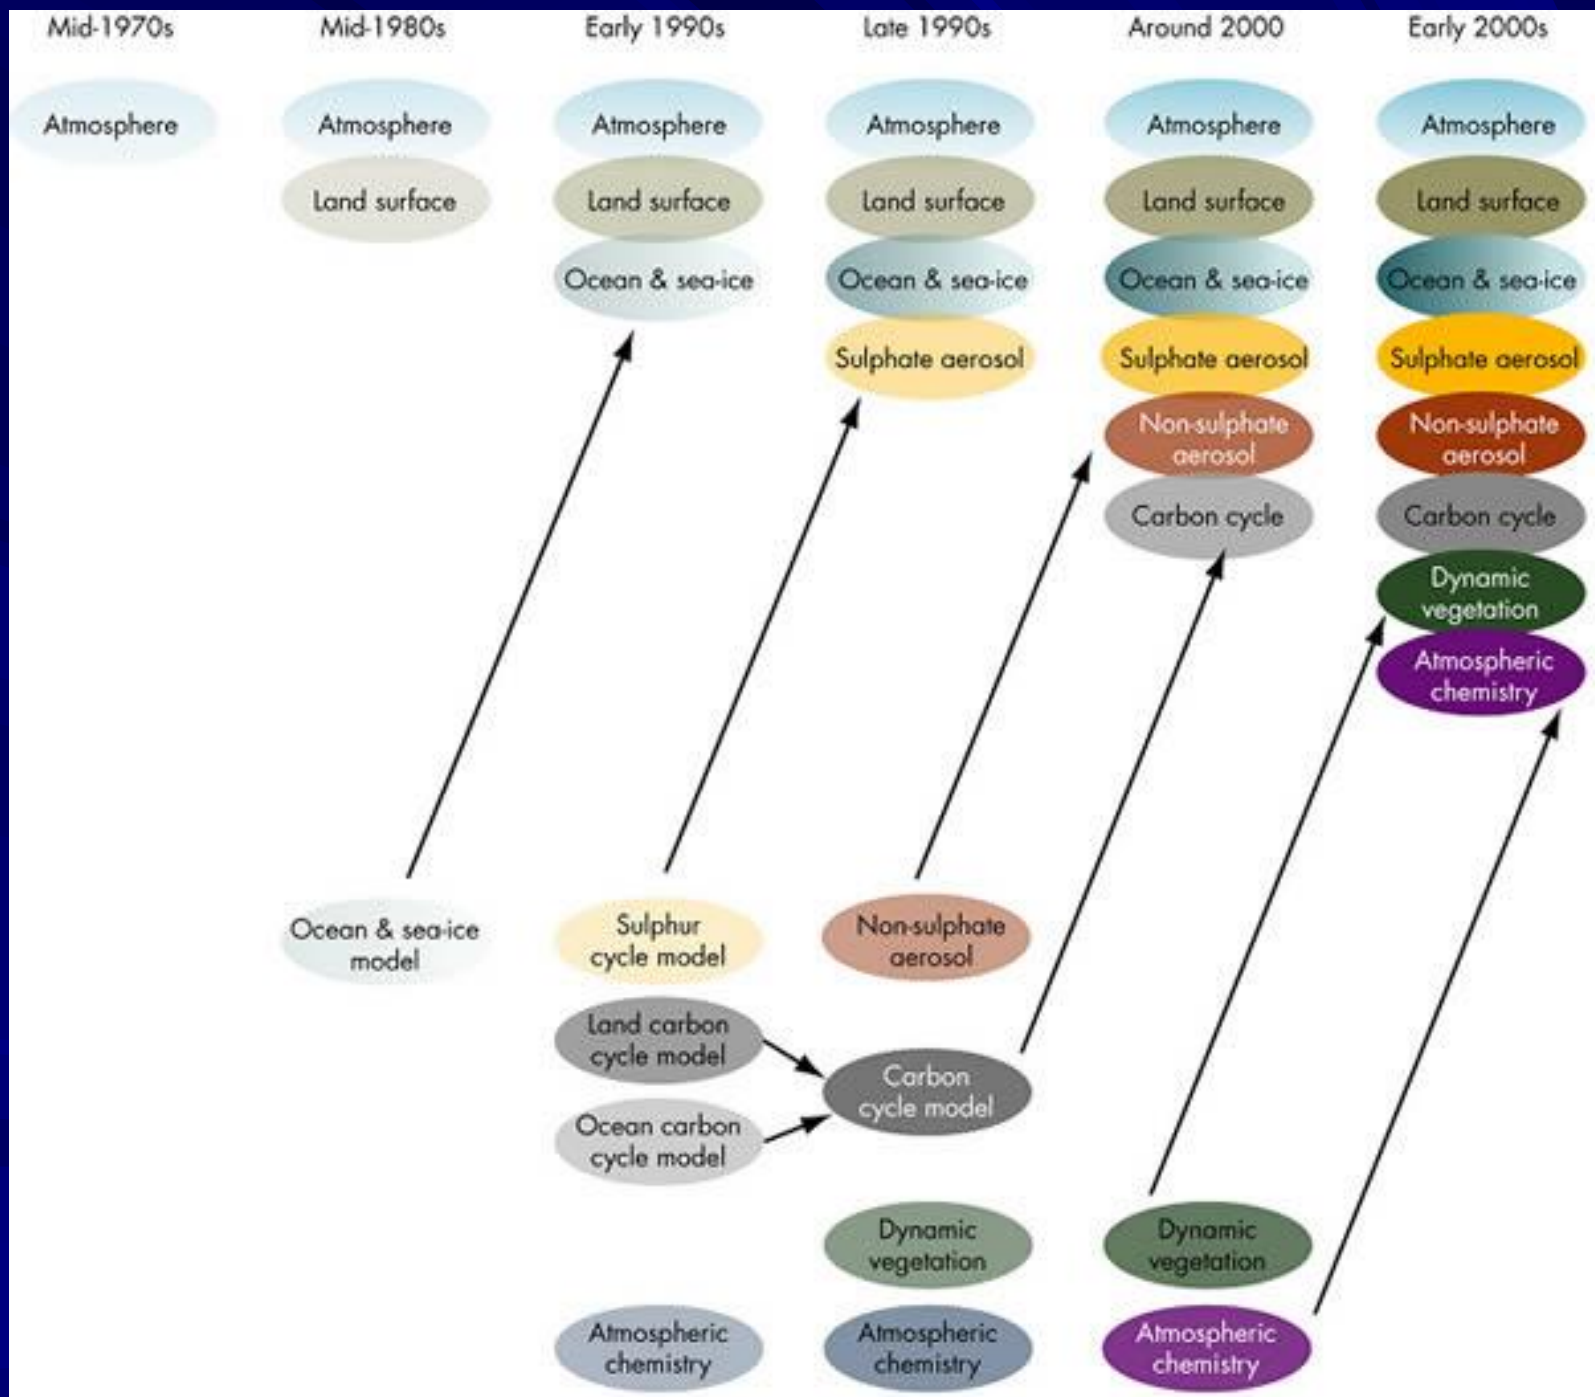 Mid-1970s
Mid-1980s
Early 1990s
Late 1990s
Around 2000
Early 2000s
Atmosphere
Atmosphere
Atmosphere
Atmosphere
Atmosphere
Atmosphere
Land surface
Land surface
Land surface
Land surface
Land surface
Ocean & sea-ice
Ocean & sea-ice
Ocean & sea-ice
Ocean & sea-ice
Sulphate aerosol
Sulphate aerosol
Sulphate aerosol
Non-sulphate
aerosol
Non-sulphate
aerosol
Carbon cycle
Carbon cycle
Dynamic
vegetation
Atmospheric
chemistry
Ocean & sea-ice
model
Sulphur
cycle model
Non-sulphate
aerosol
Land carbon
cycle model
Carbon
cycle model
Ocean carbon
cycle model
Dynamic
vegetation
Dynamic
vegetation
Atmospheric
chemistry
Atmospheric
chemistry
Atmospheric
chemistry